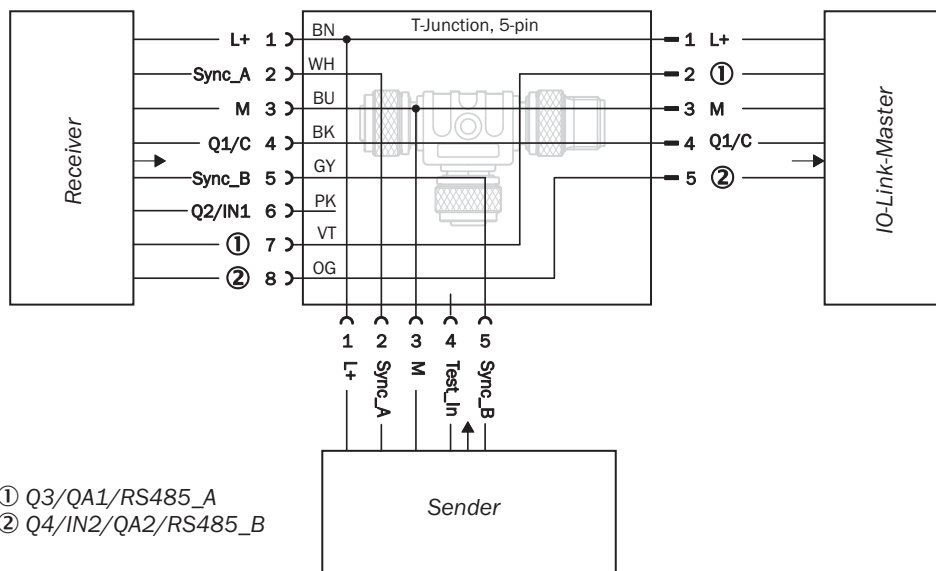 T-Junction, 5-pin
L+ 1 BN 1 L+
Sync_A 2 WH 2 ①
M 3 BU 3 M
Q1/C 4 BK 4 Q1/C
Sync_B 5 GY 5 ②
Q2/IN1 6 PK
① 7 VT
② 8 OG
Receiver
IO-Link-Master
1 2 3 4 5
L+ Sync_A M Test_In Sync_B
Sender
① Q3/QA1/RS485_A
② Q4/IN2/QA2/RS485_B